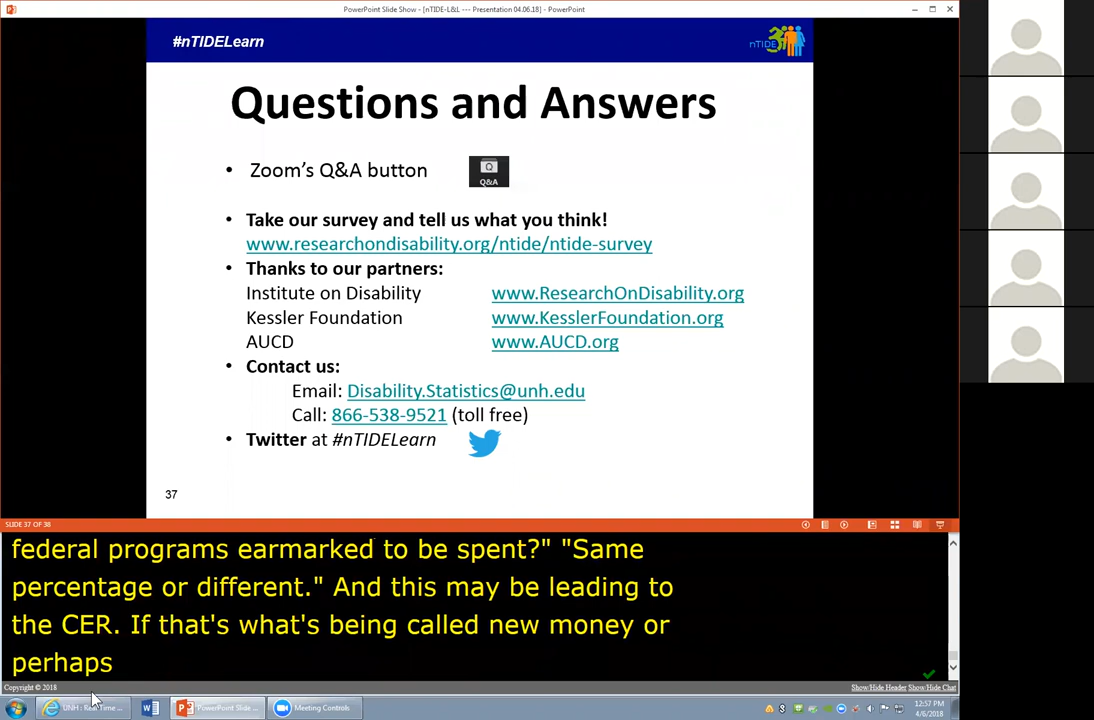 PowerPoint Slide Show - [nTIDE-L&L --- Presentation 04.06.18] - PowerPoint
#nTIDELearn
nTIDE
Questions and Answers
• Zoom's Q&A button
Q
Q&A
• Take our survey and tell us what you think!
www.researchondisability.org/ntide/ntide-survey
• Thanks to our partners:
Institute on Disability www.ResearchOnDisability.org
Kessler Foundation www.KesslerFoundation.org
AUCD www.AUCD.org
• Contact us:
Email: Disability.Statistics@unh.edu
Call: 866-538-9521 (toll free)
• Twitter at #nTIDELearn
37
SLIDE 37 OF 38
federal programs earmarked to be spent?" "Same
percentage or different." And this may be leading to
the CER. If that's what's being called new money or
perhaps
Copyright © 2018 Show/Hide Header Show/Hide Chat
UNH : Real-Time ... PowerPoint Slide ... Meeting Controls
12:57 PM
4/6/2018